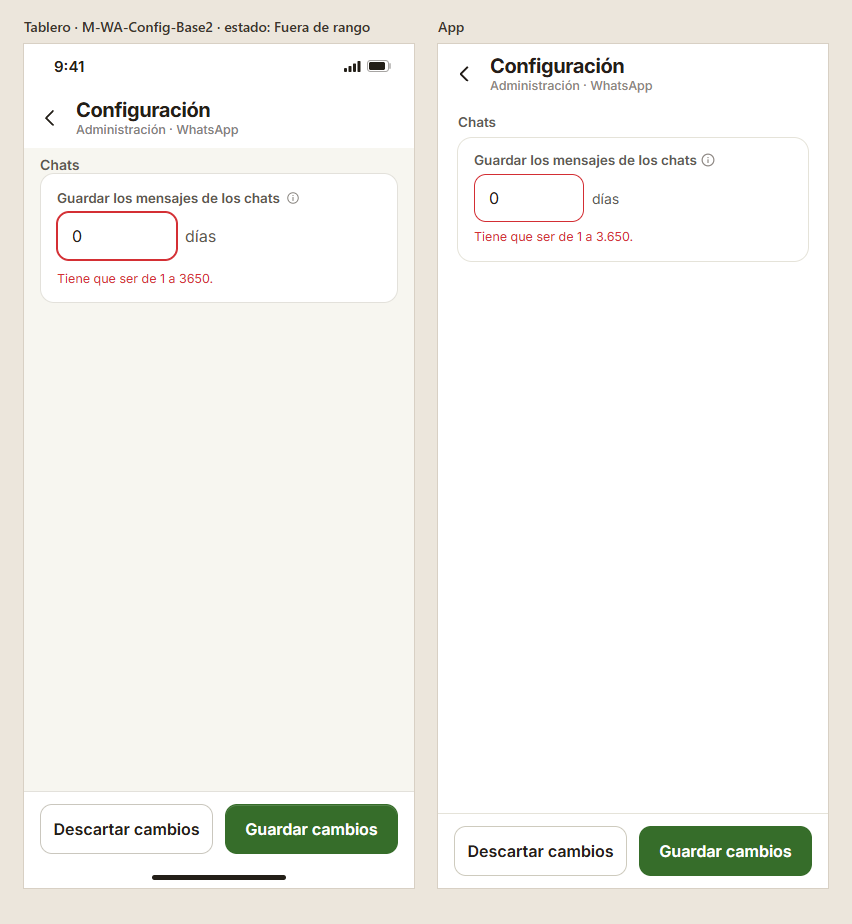 Tablero · M-WA-Config-Base2 · estado: Fuera de rango
9:41
Configuración
Administración · WhatsApp
Chats
Guardar los mensajes de los chats
0
días
Tiene que ser de 1 a 3650.
Descartar cambios
Guardar cambios
App
Configuración
Administración · WhatsApp
Chats
Guardar los mensajes de los chats
0
días
Tiene que ser de 1 a 3.650.
Descartar cambios
Guardar cambios